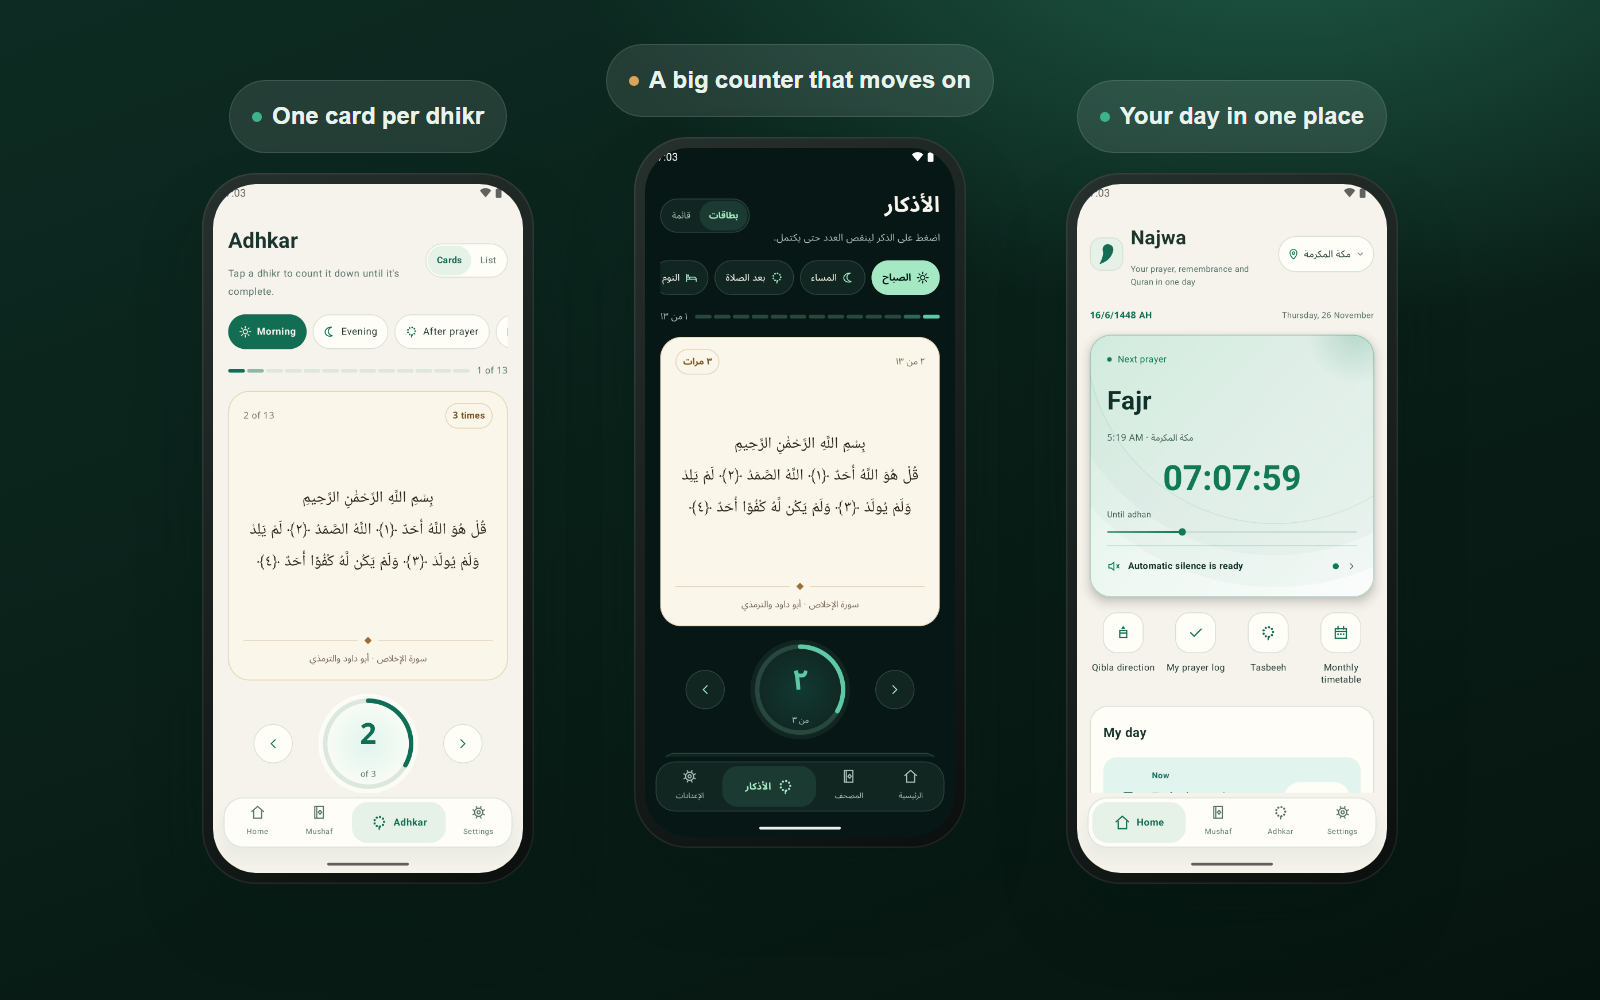 One card per dhikr
A big counter that moves on
Your day in one place
:03
Adhkar
Cards
List
Tap a dhikr to count it down until it's
complete.
Morning
Evening
After prayer
1 of 13
2 of 13
3 times
بِسْمِ اللَّهِ الرَّحْمَٰنِ الرَّحِيمِ
قُلْ هُوَ اللَّهُ أَحَدٌ ﴿١﴾ اللَّهُ الصَّمَدُ ﴿٢﴾ لَمْ يَلِدْ
وَلَمْ يُولَدْ ﴿٣﴾ وَلَمْ يَكُن لَّهُ كُفُوًا أَحَدٌ ﴿٤﴾
سورة الإخلاص · أبو داود والترمذي
2
of 3
Home
Mushaf
Adhkar
Settings
:03
الأذكار
بطاقات
قائمة
اضغط على الذكر لينقص العدد حتى يكتمل.
الصباح
المساء
بعد الصلاة
النوم
١ من ١٣
٢ من ١٣
٣ مرات
بِسْمِ اللَّهِ الرَّحْمَٰنِ الرَّحِيمِ
قُلْ هُوَ اللَّهُ أَحَدٌ ﴿١﴾ اللَّهُ الصَّمَدُ ﴿٢﴾ لَمْ يَلِدْ
وَلَمْ يُولَدْ ﴿٣﴾ وَلَمْ يَكُن لَّهُ كُفُوًا أَحَدٌ ﴿٤﴾
سورة الإخلاص · أبو داود والترمذي
٢
من ٣
الرئيسية
المصحف
الأذكار
الإعدادات
:03
Najwa
Your prayer, remembrance and
Quran in one day
مكة المكرمة
16/6/1448 AH
Thursday, 26 November
Next prayer
Fajr
5:19 AM · مكة المكرمة
07:07:59
Until adhan
Automatic silence is ready
Qibla direction
My prayer log
Tasbeeh
Monthly
timetable
My day
Now
Home
Mushaf
Adhkar
Settings